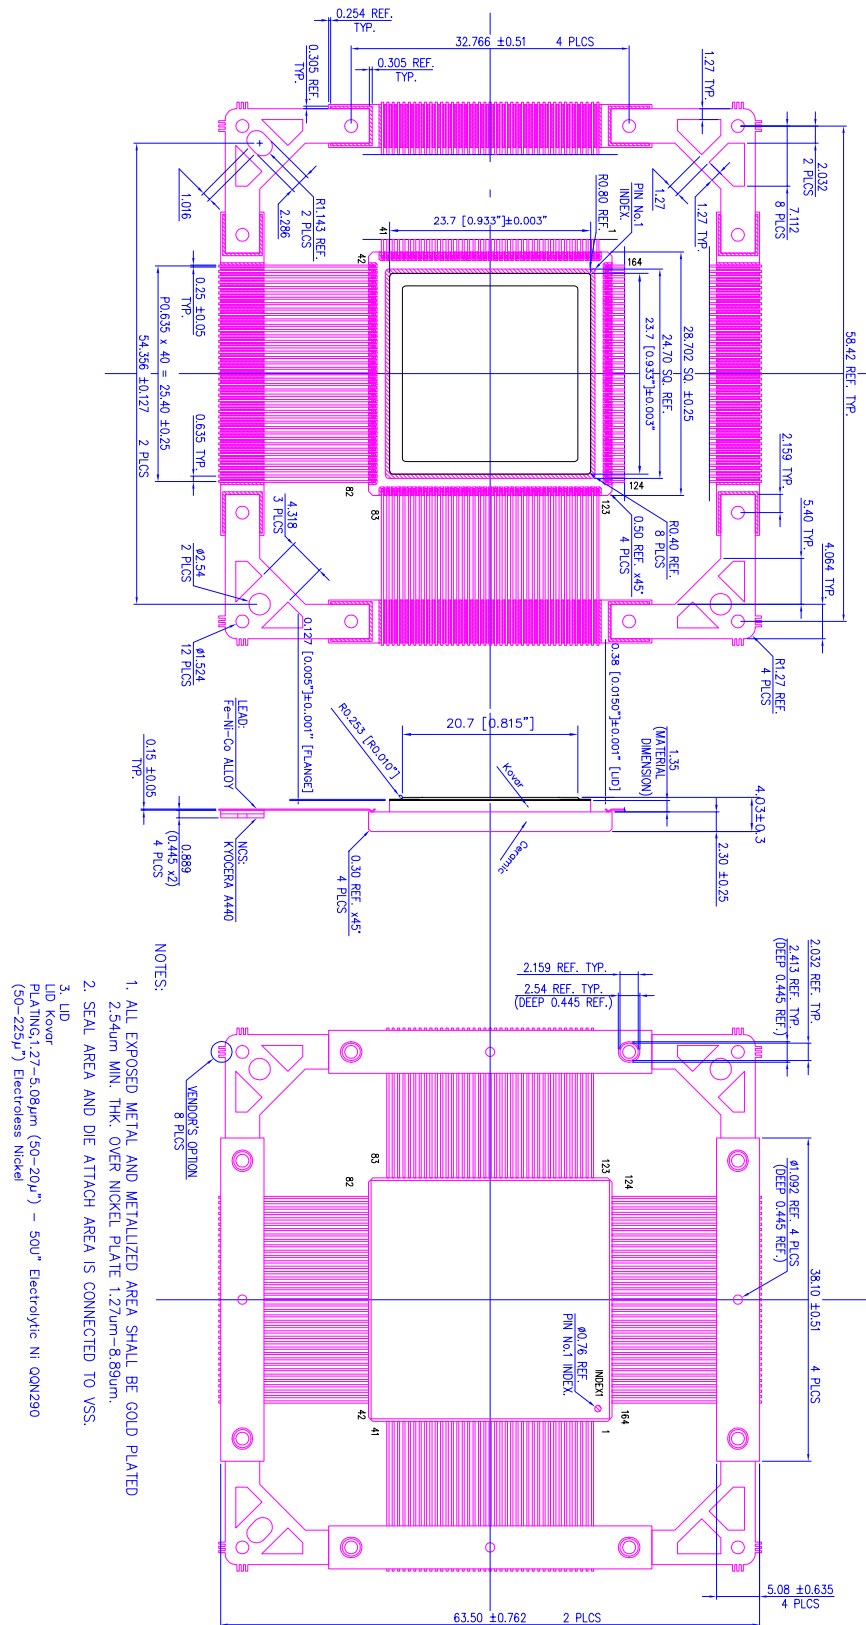 0.254 REF.
TYP.
32.766 ±0.51 4 PLCS
0.305 REF.
TYP.
0.305 REF.
TYP.
1.27 TYP.
2.032
2 PLCS
7.112
8 PLCS
1.27
1.27 TYP.
1.016
2.286
R1.143 REF.
2 PLCS
R0.80 REF.
PIN No.1
INDEX.
23.7 [0.933"]±0.003"
41
1
42
164
0.25 ±0.05
TYP.
P0.635 x 40 = 25.40 ±0.25
54.356 ±0.127 2 PLCS
0.635 TYP.
23.7 [0.933"]±0.003"
24.70 SQ. REF.
28.702 SQ. ±0.25
58.42 REF. TYP.
2.159 TYP.
5.40 TYP.
4.064 TYP.
82
83
124
123
4.318
3 PLCS
R0.40 REF.
8 PLCS
0.50 REF. x45°
4 PLCS
ø2.54
2 PLCS
ø1.524
12 PLCS
R1.27 REF.
4 PLCS
0.127 [0.005"]±0..001" [FLANGE]
0.38 [0.0150"]±0.001" [LID]
LEAD:
Fe-Ni-Co ALLOY
R0.253 [R0.010"]
20.7 [0.815"]
1.35
(MATERIAL
DIMENSION)
Kovar
Ceramic
4.03±0.3
2.30 ±0.25
0.15 ±0.05
TYP.
0.889
(0.445 x2)
4 PLCS
NCS:
KYOCERA A440
0.30 REF. x45°
4 PLCS
2.159 REF. TYP.
2.54 REF. TYP.
(DEEP 0.445 REF.)
2.032 REF. TYP.
2.413 REF. TYP.
(DEEP 0.445 REF.)
VENDOR'S OPTION
8 PLCS
83
82
123
124
ø1.092 REF. 4 PLCS
(DEEP 0.445 REF.)
38.10 ±0.51 4 PLCS
ø0.76 REF.
PIN No.1 INDEX.
INDEX1
42
41
164
1
5.08 ±0.635
4 PLCS
63.50 ±0.762 2 PLCS
NOTES:
1. ALL EXPOSED METAL AND METALLIZED AREA SHALL BE GOLD PLATED
2.54um MIN. THK. OVER NICKEL PLATE 1.27um-8.89um.
2. SEAL AREA AND DIE ATTACH AREA IS CONNECTED TO VSS.
3. LID
LID Kovar
PLATING,1.27-5.08µm (50-20µ") - 50U" Electrolytic Ni QQN290
(50-225µ") Electroless Nickel